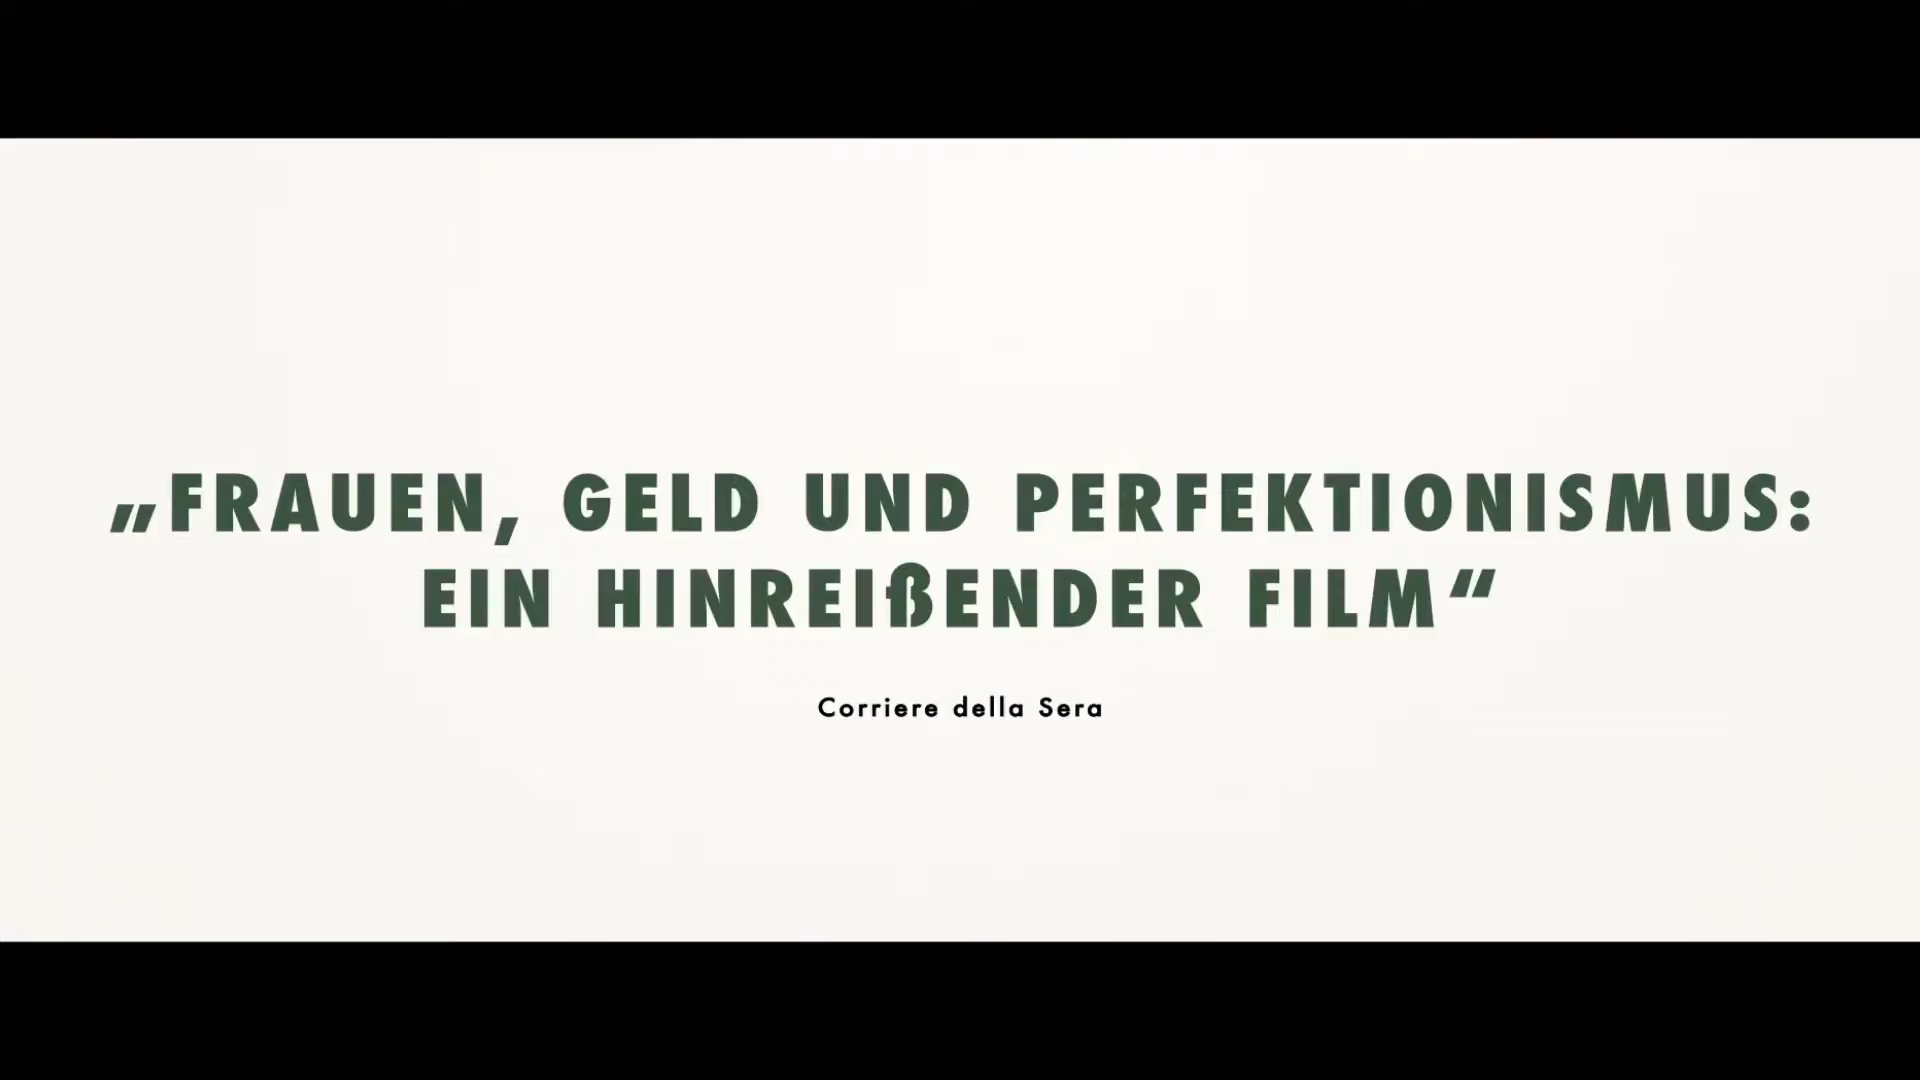 „FRAUEN, GELD UND PERFEKTIONISMUS:
EIN HINREIßENDER FILM“
Corriere della Sera